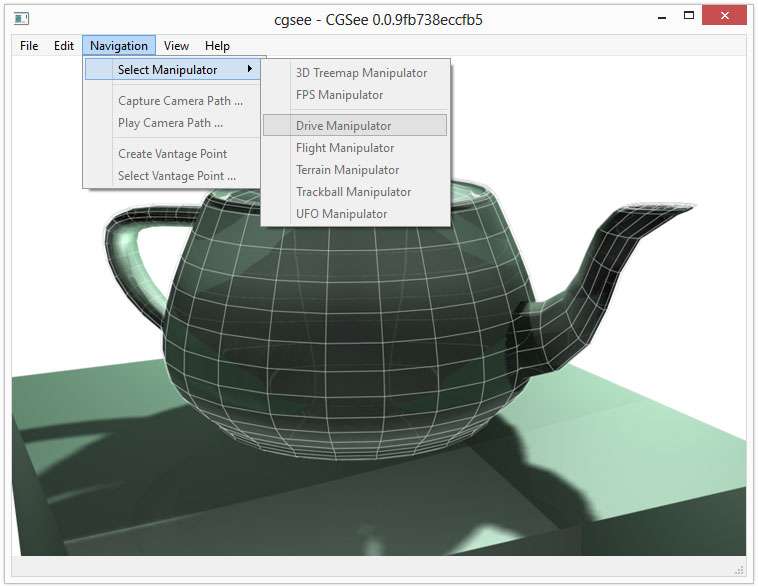 cgsee - CGSee 0.0.9fb738eccfb5
File Edit Navigation View Help
Select Manipulator
Capture Camera Path ...
Play Camera Path ...
Create Vantage Point
Select Vantage Point ...
3D Treemap Manipulator
FPS Manipulator
Drive Manipulator
Flight Manipulator
Terrain Manipulator
Trackball Manipulator
UFO Manipulator